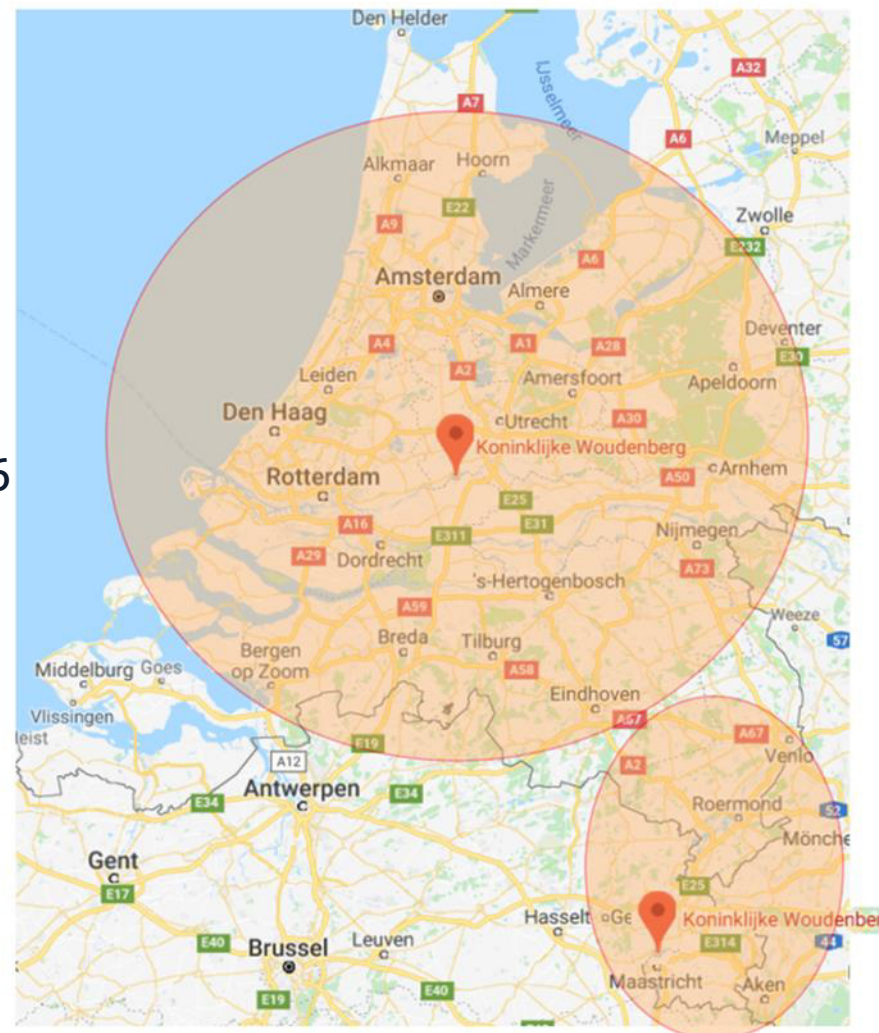 Den Helder
A32
A7
IJsselmeer
A6
Meppel
Alkmaar
Hoorn
E22
Markermeer
Zwolle
A9
E232
A6
Amsterdam
Almere
Deventer
A4
A1
A28
E30
Leiden
A2
Amersfoort
Apeldoorn
Den Haag
Utrecht
A30
Koninklijke Woudenberg
6
Rotterdam
A50
Arnhem
E25
A16
E311
E31
Nijmegen
A29
Dordrecht
A73
's-Hertogenbosch
A59
Weeze
Breda
Tilburg
57
Bergen
op Zoom
A58
Middelburg
Goes
Eindhoven
Vlissingen
A67
eist
E19
A67
A12
Venlo
A2
Antwerpen
E34
E34
Roermond
52
Mönche
Gent
E17
E25
Hasselt
Ge
Koninklijke Woudenber
E40
Brussel
Leuven
E314
44
Maastricht
E19
E40
Aken